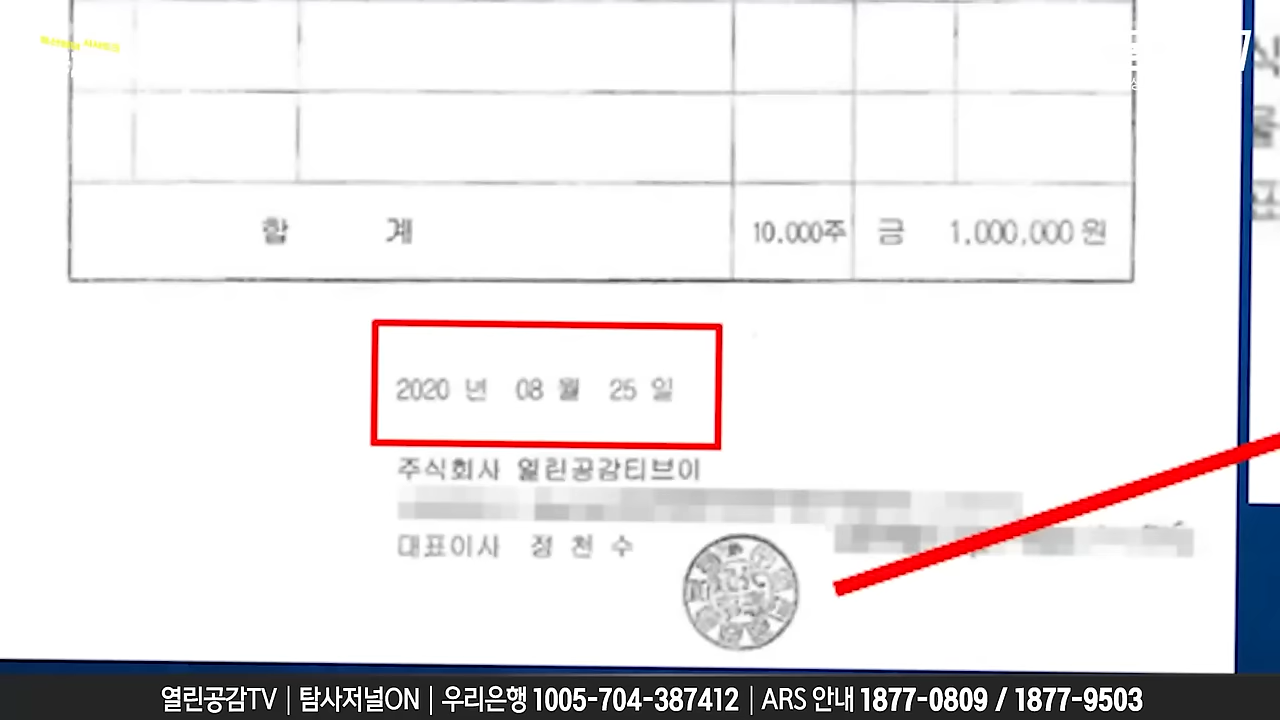 합 계 10.000주 금 1,000,000 원
2020 년 08 월 25 일
주식회사 열린공감티브이
대표이사 정 천 수
열린공감TV | 탐사저널ON | 우리은행 1005-704-387412 | ARS 안내 1877-0809 / 1877-9503